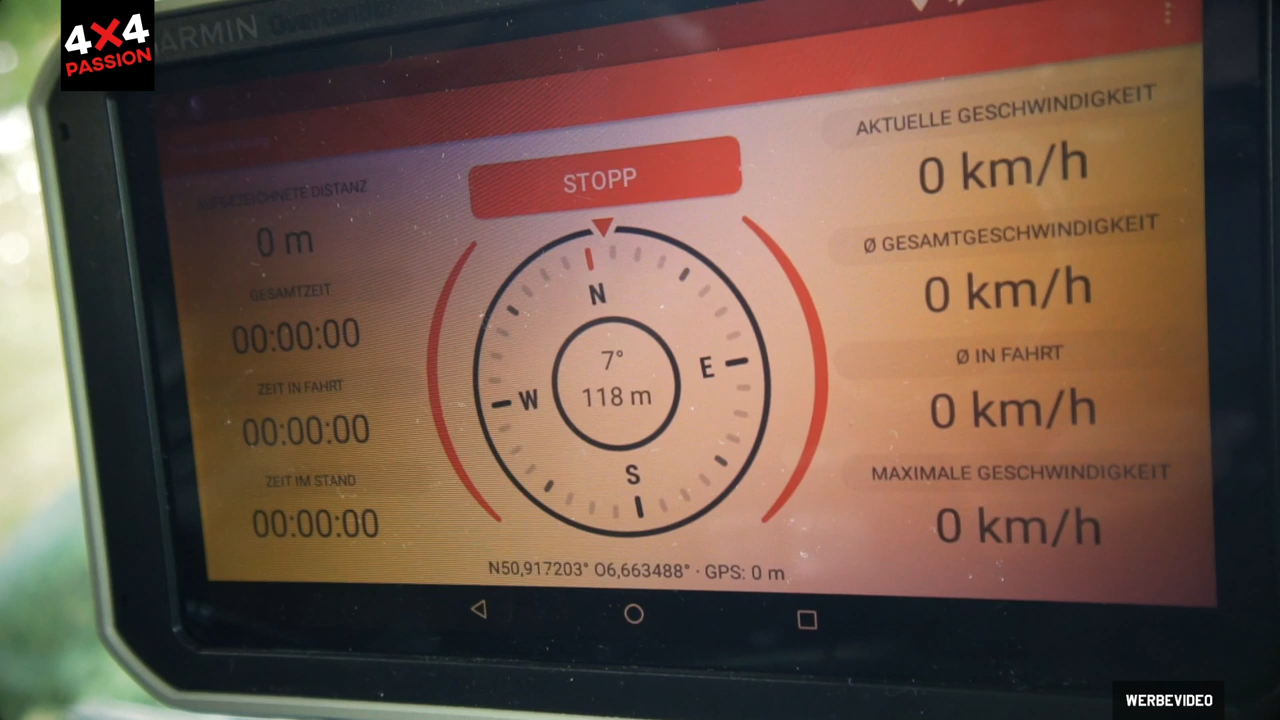 4X4
PASSION
GARMIN
STOPP
AUFGEZEICHNETE DISTANZ
0 m
GESAMTZEIT
00:00:00
ZEIT IN FAHRT
00:00:00
ZEIT IM STAND
00:00:00
N
E
S
W
7°
118 m
AKTUELLE GESCHWINDIGKEIT
0 km/h
Ø GESAMTGESCHWINDIGKEIT
0 km/h
Ø IN FAHRT
0 km/h
MAXIMALE GESCHWINDIGKEIT
0 km/h
N50,917203° O6,663488° · GPS: 0 m
WERBEVIDEO